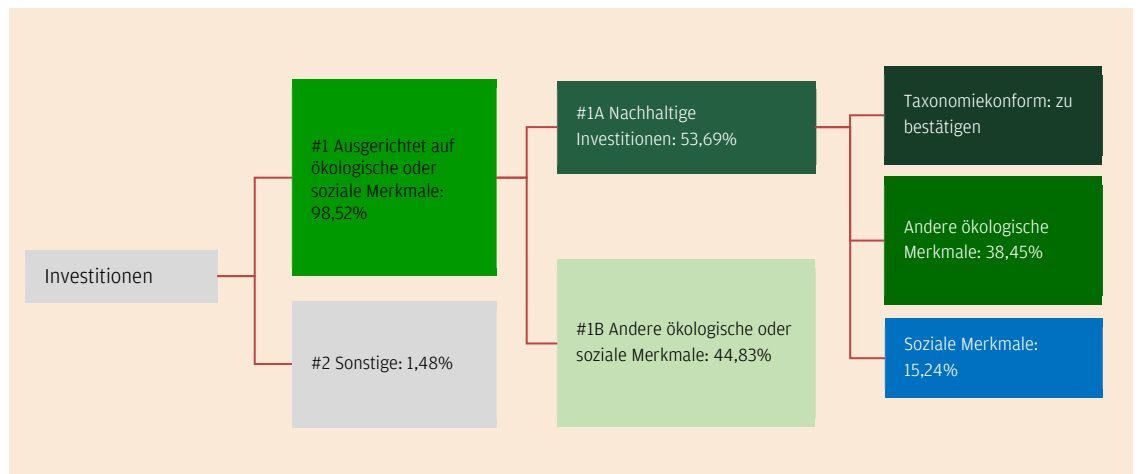 Investitionen
#1 Ausgerichtet auf
ökologische oder
soziale Merkmale:
98,52%
#2 Sonstige: 1,48%
#1A Nachhaltige
Investitionen: 53,69%
#1B Andere ökologische oder
soziale Merkmale: 44,83%
Taxonomiekonform: zu
bestätigen
Andere ökologische
Merkmale: 38,45%
Soziale Merkmale:
15,24%